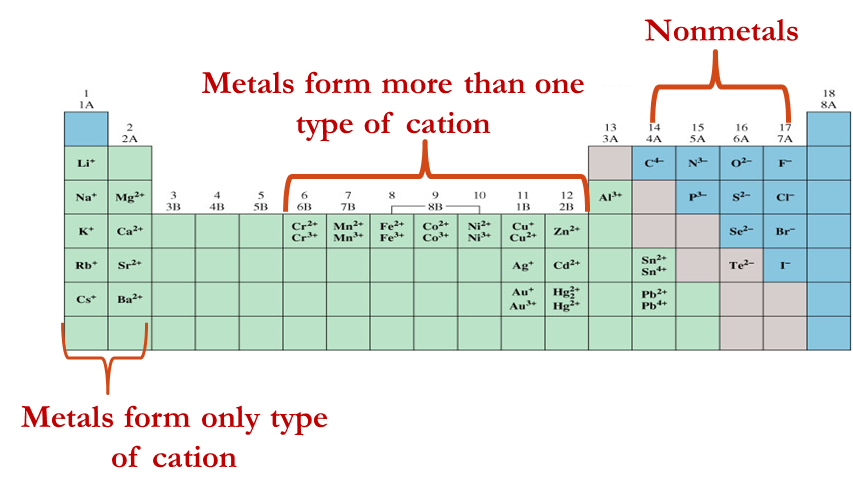 Nonmetals
Metals form more than one
type of cation
1 18
1A 8A
2 13 14 15 16 17
2A 3A 4A 5A 6A 7A
Li⁺ C⁴⁻ N³⁻ O²⁻ F⁻
3 4 5 6 7 8 9 10 11 12
Na⁺ Mg²⁺ 3B 4B 5B 6B 7B 8B 1B 2B Al³⁺ P³⁻ S²⁻ Cl⁻
K⁺ Ca²⁺ Cr²⁺ Cr³⁺ Mn²⁺ Mn³⁺ Fe²⁺ Fe³⁺ Co²⁺ Co³⁺ Ni²⁺ Ni³⁺ Cu⁺ Cu²⁺ Zn²⁺ Se²⁻ Br⁻
Rb⁺ Sr²⁺ Ag⁺ Cd²⁺ Sn²⁺ Sn⁴⁺ Te²⁻ I⁻
Cs⁺ Ba²⁺ Au⁺ Au³⁺ Hg₂²⁺ Hg²⁺ Pb²⁺ Pb⁴⁺
Metals form only type
of cation